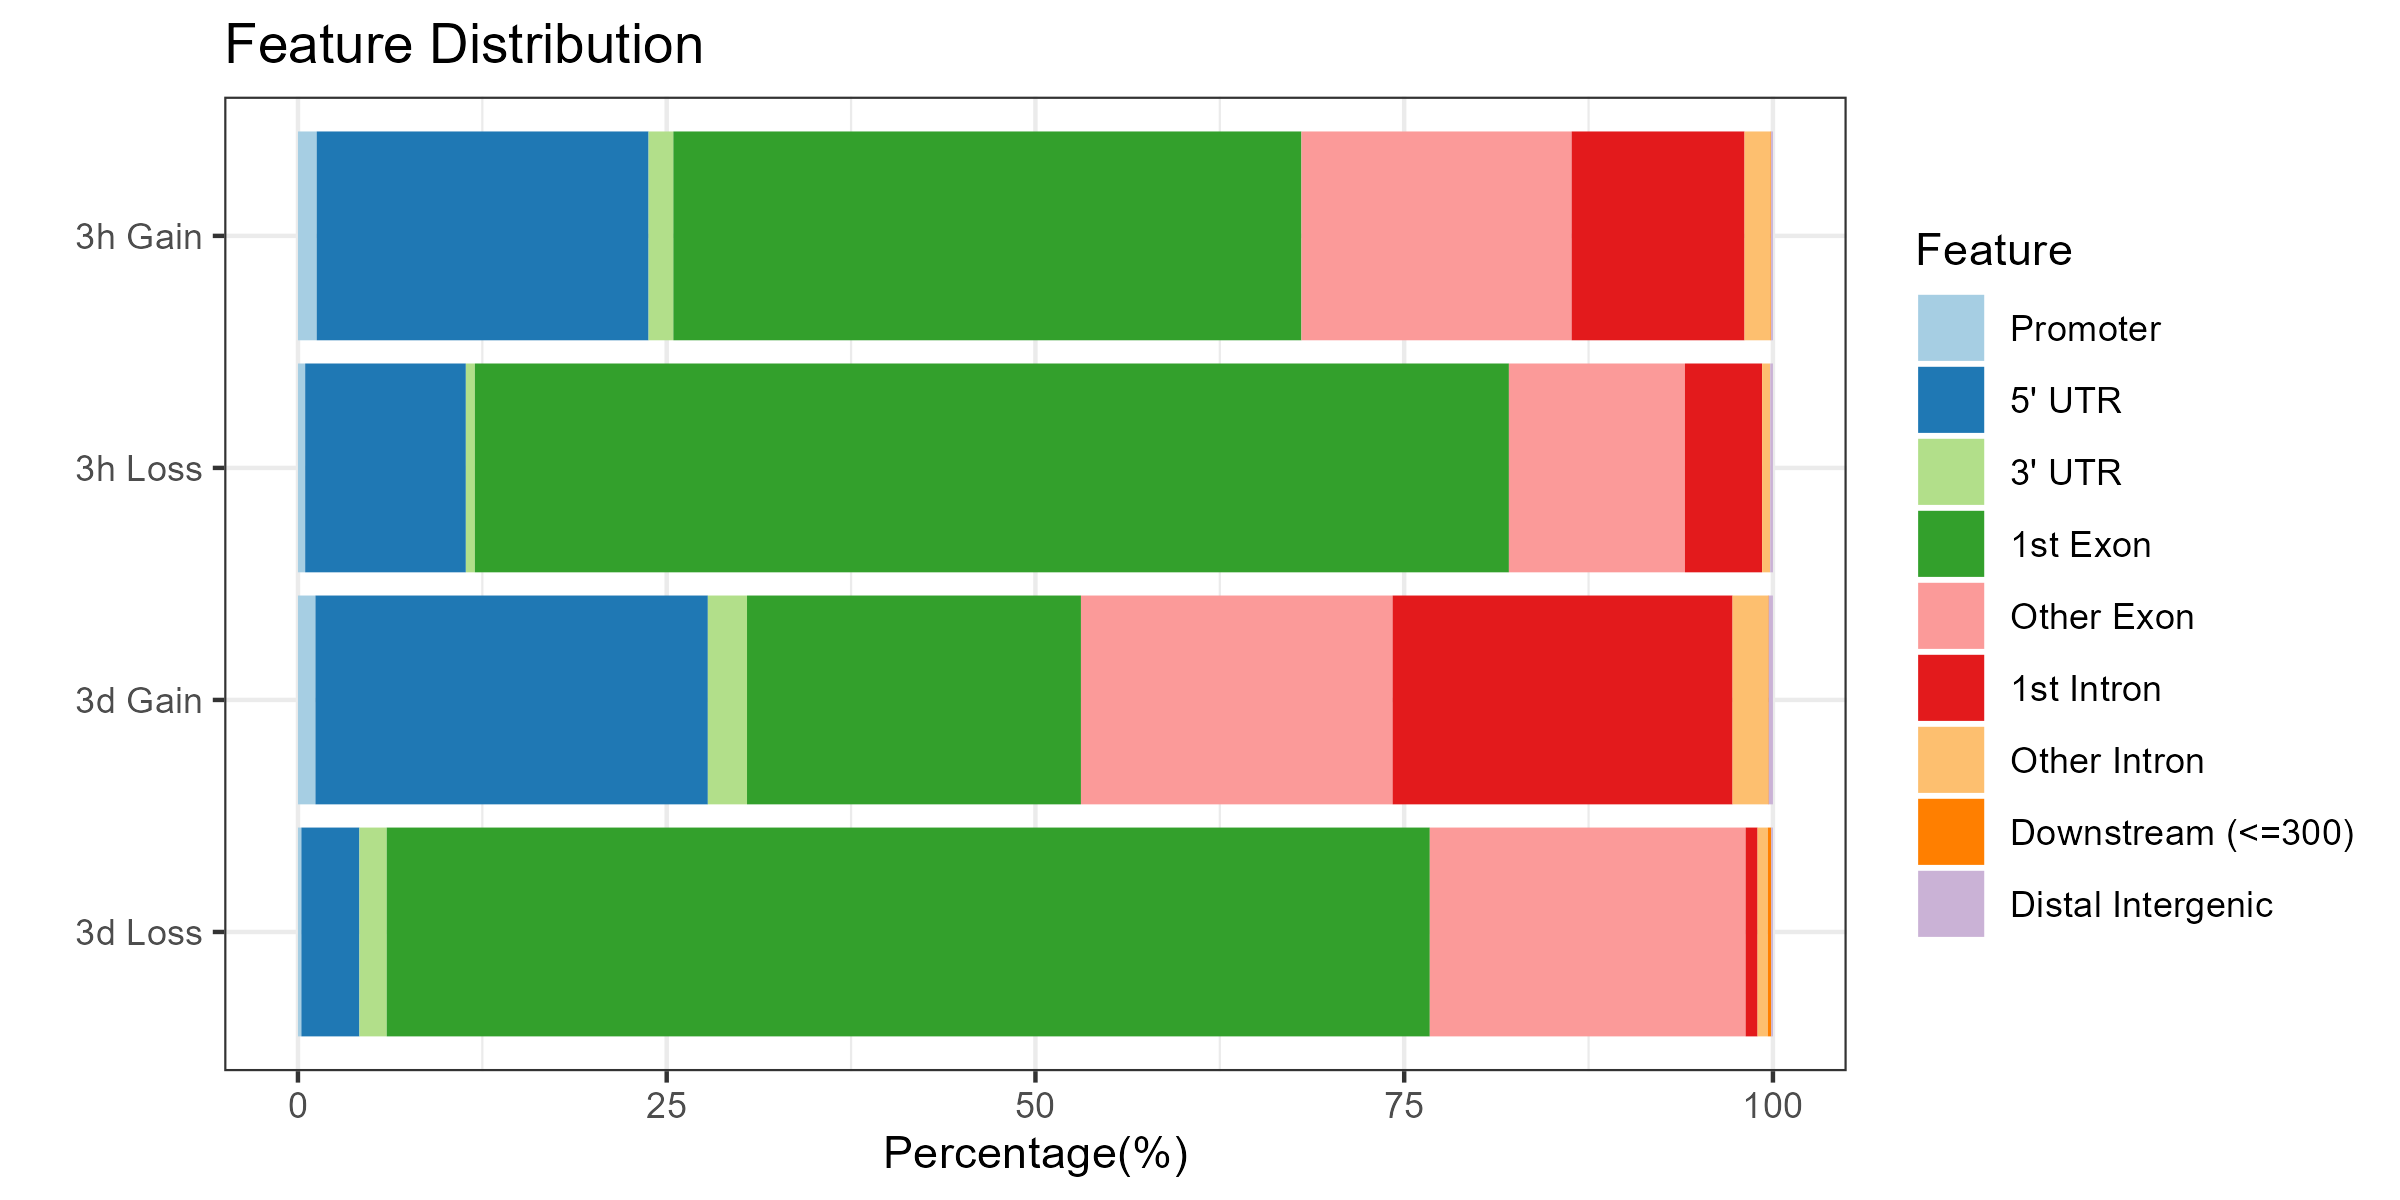 Feature Distribution
3h Gain
3h Loss
3d Gain
3d Loss
0
25
50
75
100
Percentage(%)
Feature
Promoter
5' UTR
3' UTR
1st Exon
Other Exon
1st Intron
Other Intron
Downstream (<=300)
Distal Intergenic